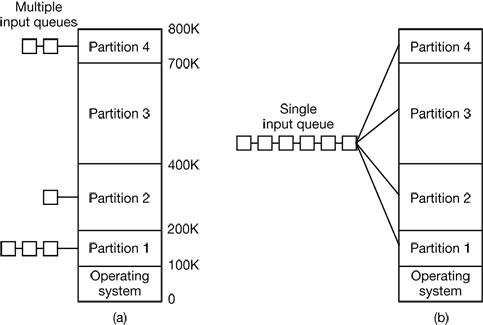 Multiple
input queues
800K
Partition 4
700K
Partition 3
400K
Partition 2
200K
Partition 1
100K
Operating
system
0
(a)
Single
input queue
Partition 4
Partition 3
Partition 2
Partition 1
Operating
system
(b)